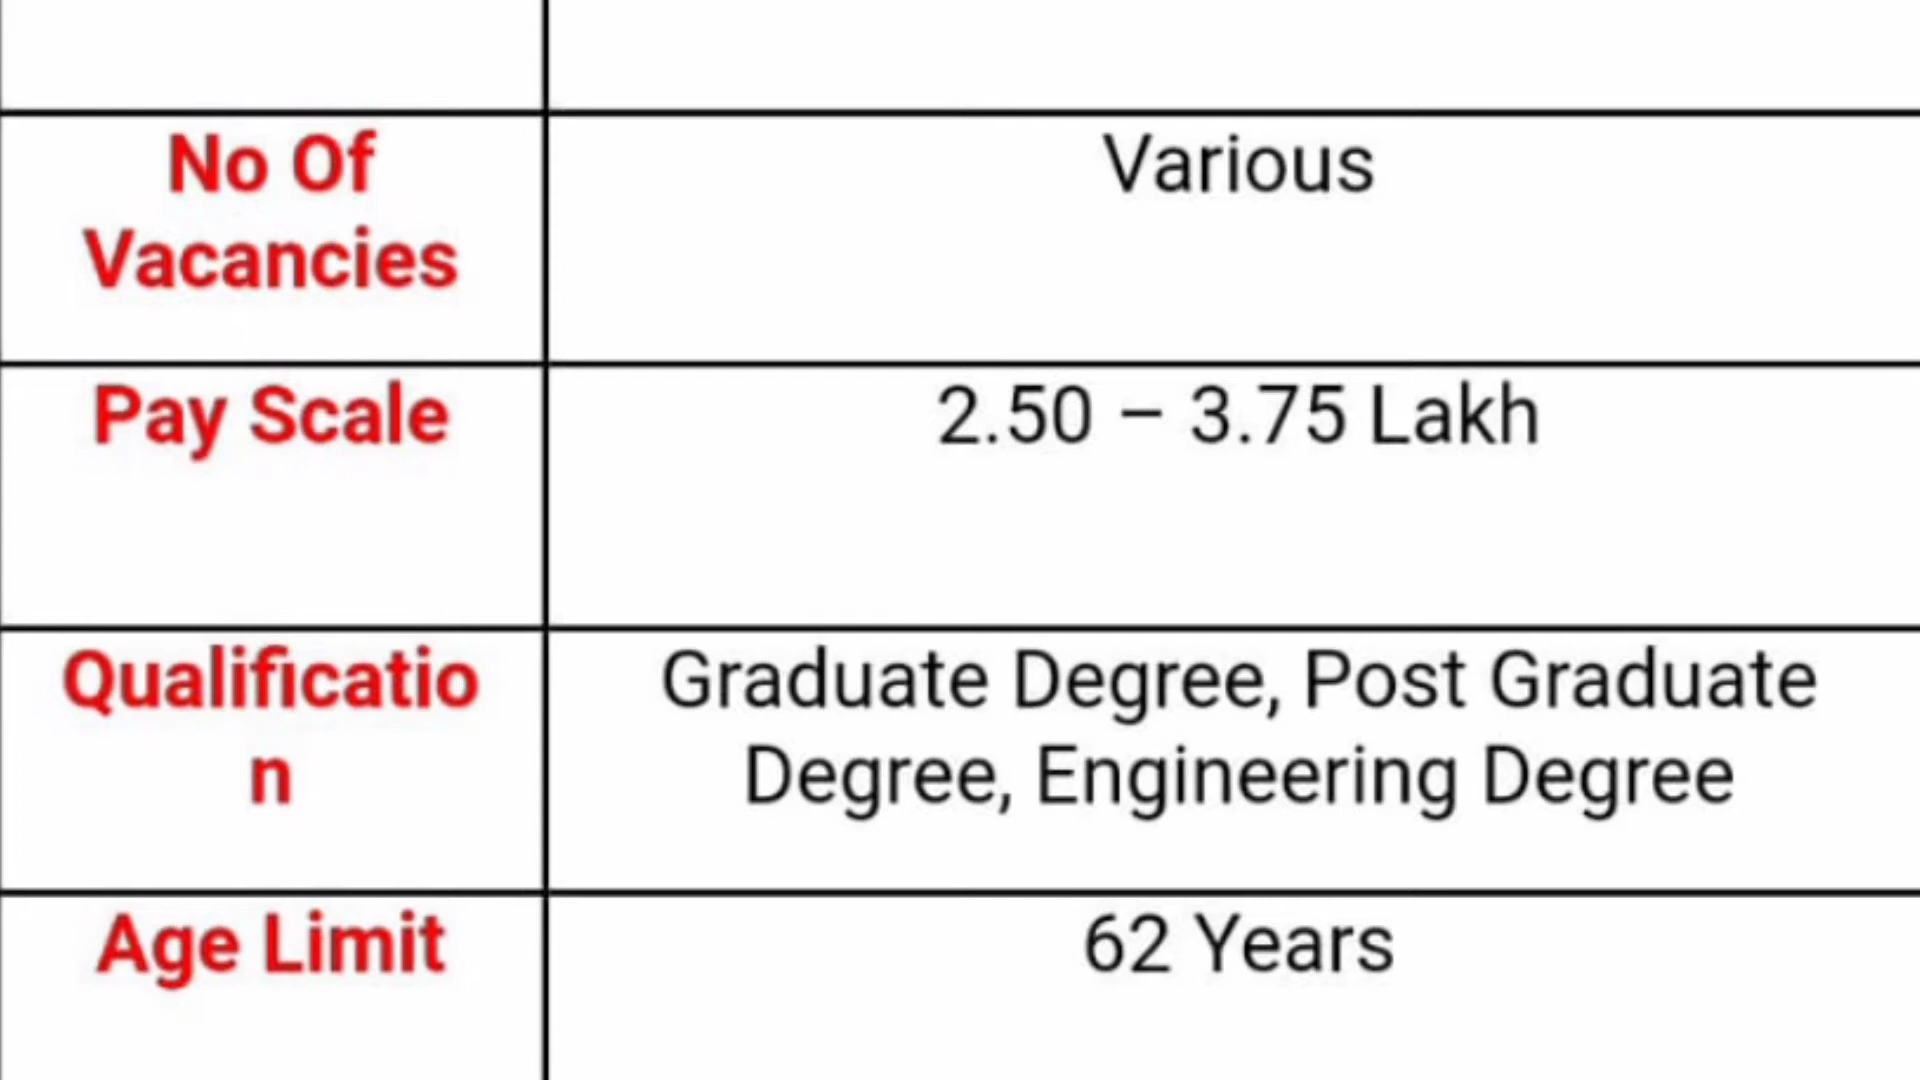 No Of
Vacancies
Various
Pay Scale
2.50 – 3.75 Lakh
Qualificatio
n
Graduate Degree, Post Graduate
Degree, Engineering Degree
Age Limit
62 Years